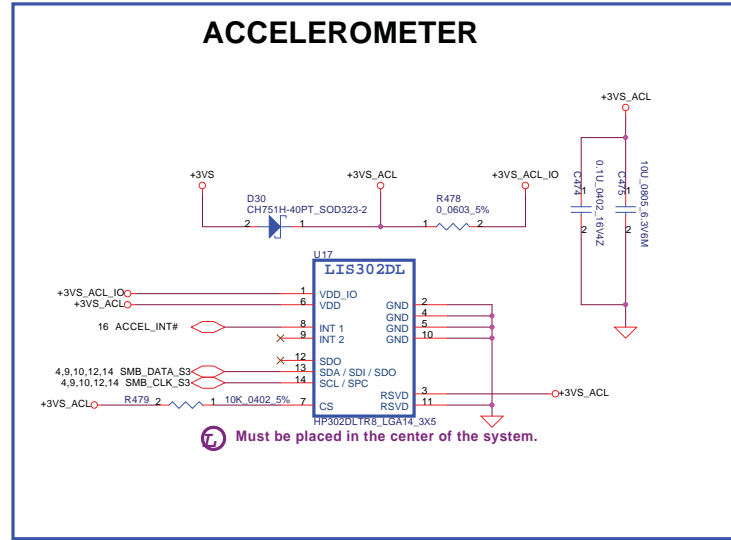 ACCELEROMETER
+3VS_ACL
+3VS
+3VS_ACL
+3VS_ACL_IO
D30
CH751H-40PT_SOD323-2
2
1
R478
0_0603_5%
1
2
C474
0.1U_0402_16V4Z
1
2
C475
10U_0805_6.3V6M
1
2
U17
LIS302DL
+3VS_ACL_IO 1 VDD_IO
+3VS_ACL 6 VDD
GND 2
GND 4
16 ACCEL_INT# 8 INT 1
GND 5
9 INT 2
GND 10
12 SDO
4,9,10,12,14 SMB_DATA_S3 13 SDA / SDI / SDO
4,9,10,12,14 SMB_CLK_S3 14 SCL / SPC
RSVD 3 +3VS_ACL
+3VS_ACL R479 2 1 10K_0402_5% 7 CS
RSVD 11
HP302DLTR8_LGA14_3X5
L Must be placed in the center of the system.